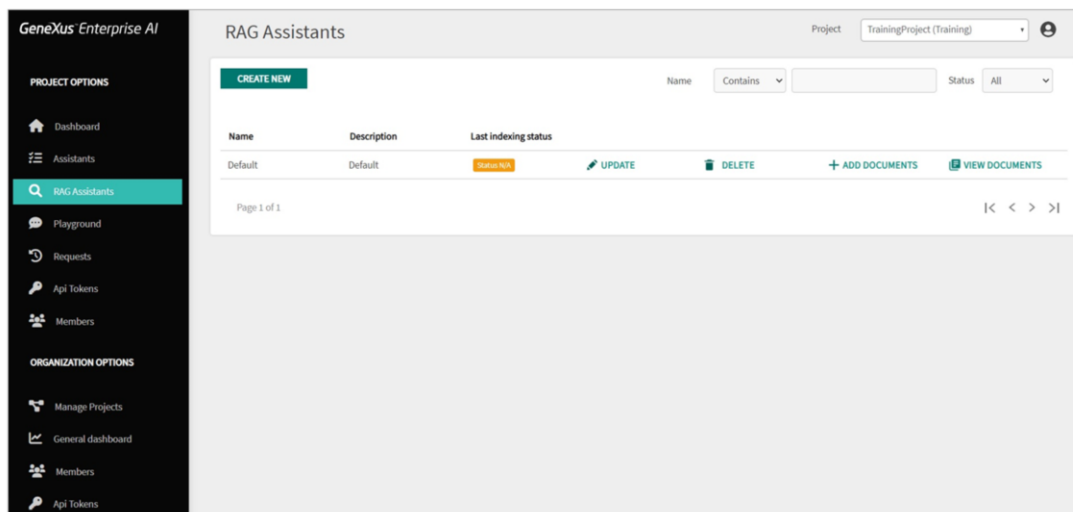 GeneXus Enterprise AI
RAG Assistants
Project TrainingProject (Training)
PROJECT OPTIONS
Dashboard
Assistants
RAG Assistants
Playground
Requests
Api Tokens
Members
ORGANIZATION OPTIONS
Manage Projects
General dashboard
Members
Api Tokens
CREATE NEW
Name Contains Status All
Name Description Last indexing status
Default Default Status N/A UPDATE DELETE ADD DOCUMENTS VIEW DOCUMENTS
Page 1 of 1